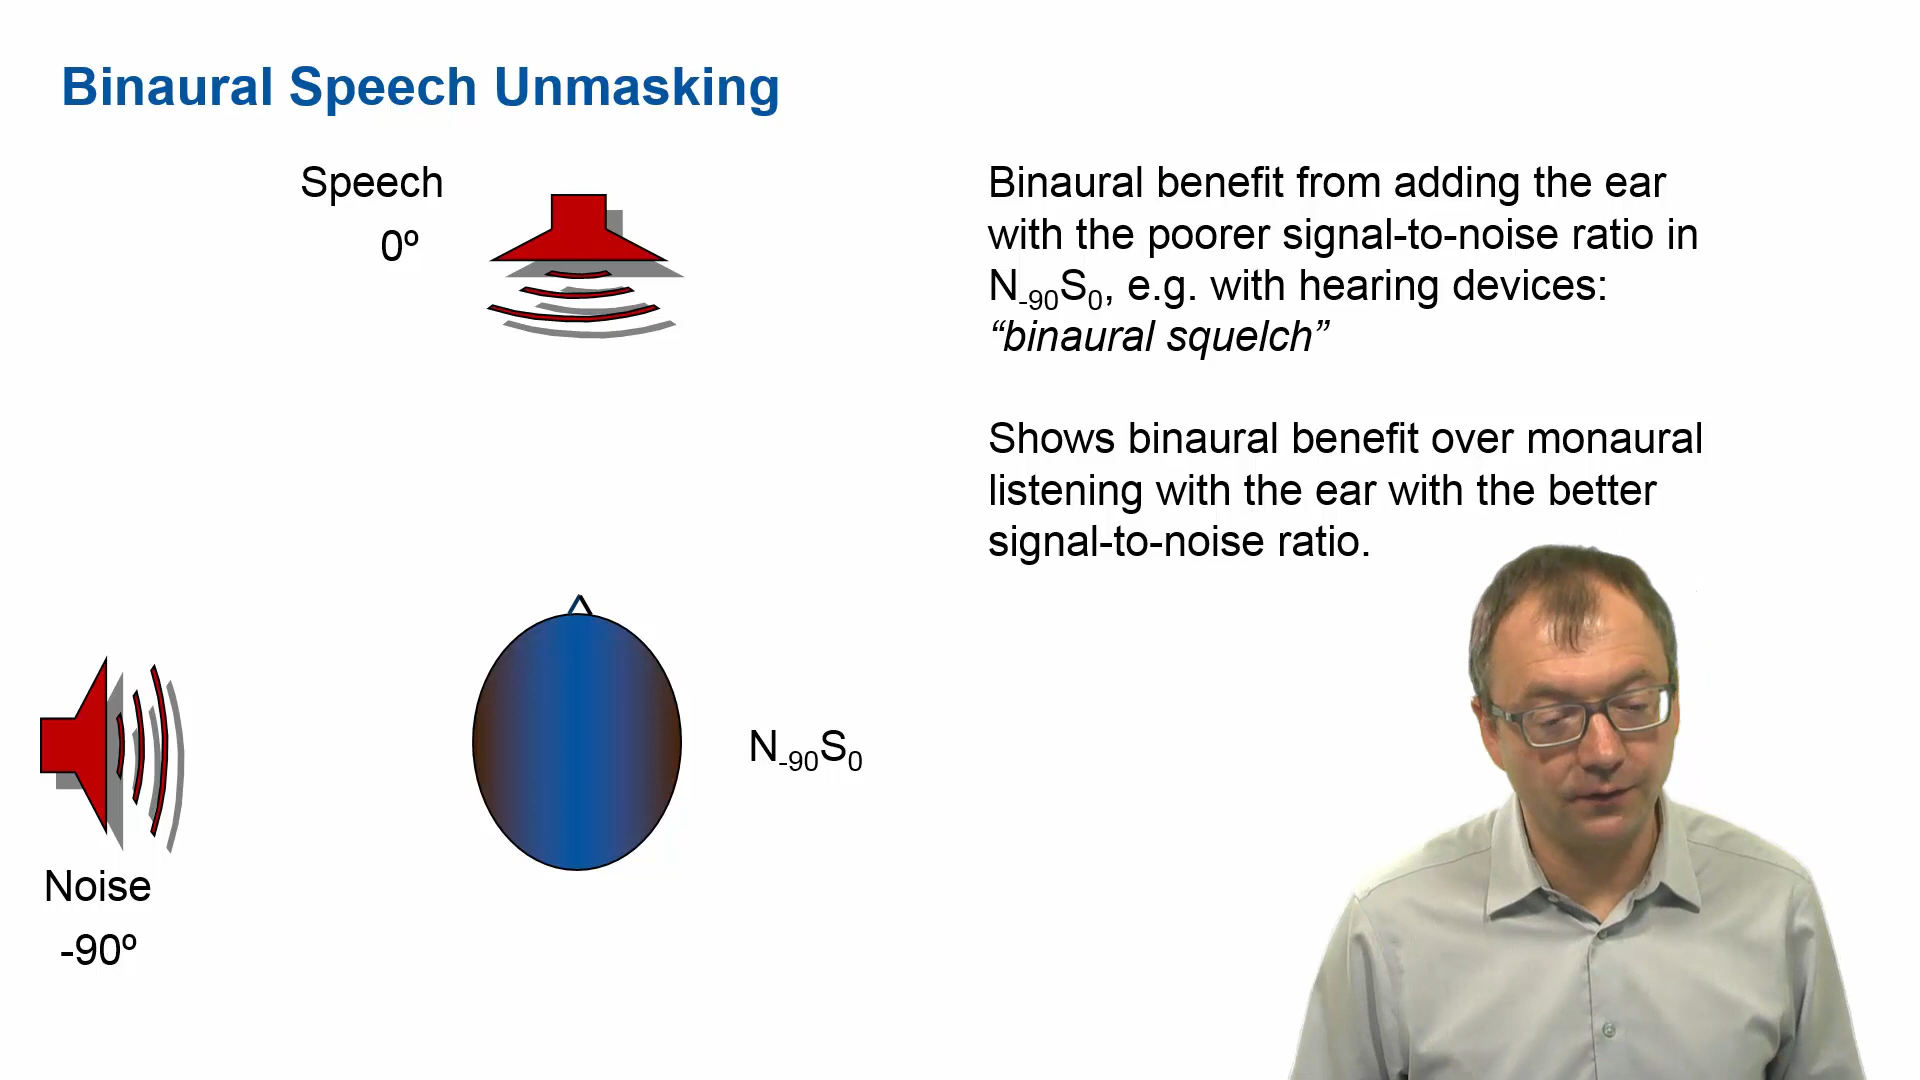 Binaural Speech Unmasking
Speech
0º
Binaural benefit from adding the ear
with the poorer signal-to-noise ratio in
N-90S0, e.g. with hearing devices:
“binaural squelch”
Shows binaural benefit over monaural
listening with the ear with the better
signal-to-noise ratio.
N-90S0
Noise
-90º